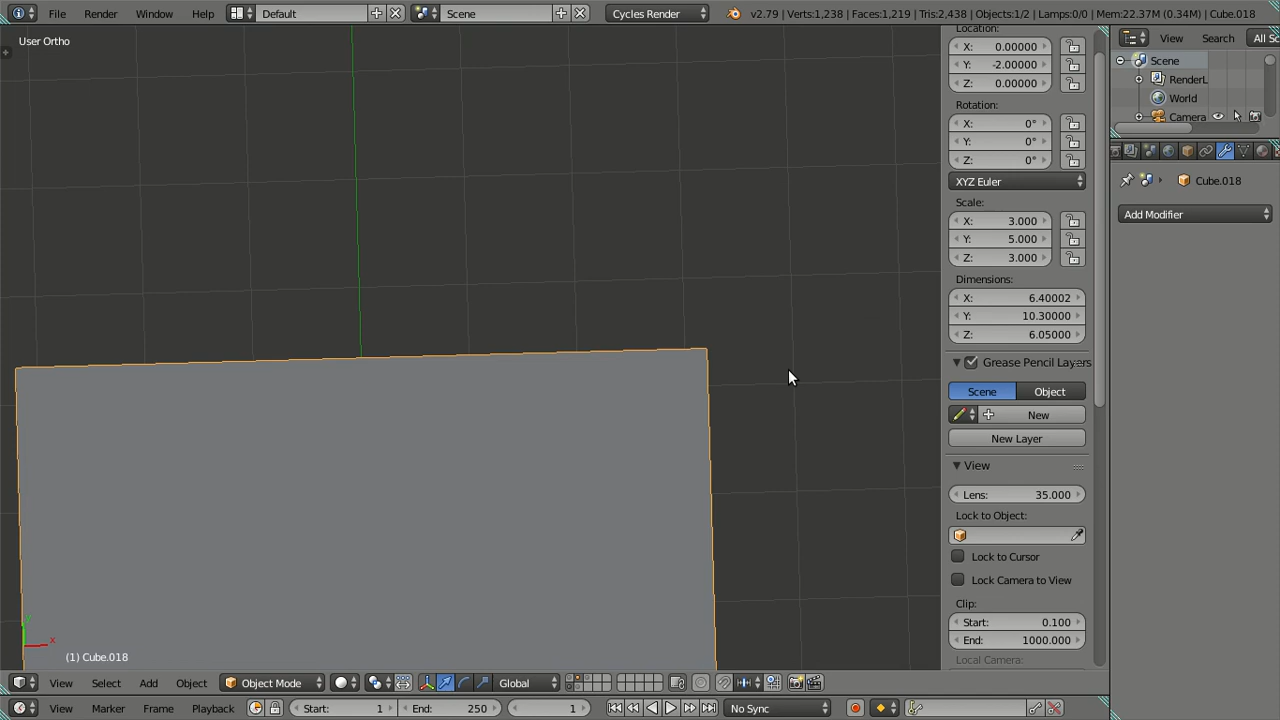 File Render Window Help Default Scene Cycles Render v2.79 | Verts:1,238 | Faces:1,219 | Tris:2,438 | Objects:1/2 | Lamps:0/0 | Mem:22.37M (0.34M) | Cube.018
User Ortho
Location:
X: 0.00000
Y: -2.00000
Z: 0.00000
Rotation:
X: 0°
Y: 0°
Z: 0°
XYZ Euler
Scale:
X: 3.000
Y: 5.000
Z: 3.000
Dimensions:
X: 6.40002
Y: 10.30000
Z: 6.05000
Grease Pencil Layers
Scene Object
New
New Layer
View
Lens: 35.000
Lock to Object:
Lock to Cursor
Lock Camera to View
Clip:
Start: 0.100
End: 1000.000
Local Camera:
View Search All Sc
Scene
RenderL
World
Camera
Cube.018
Add Modifier
x
(1) Cube.018
View Select Add Object Object Mode Global
View Marker Frame Playback Start: 1 End: 250 1 No Sync